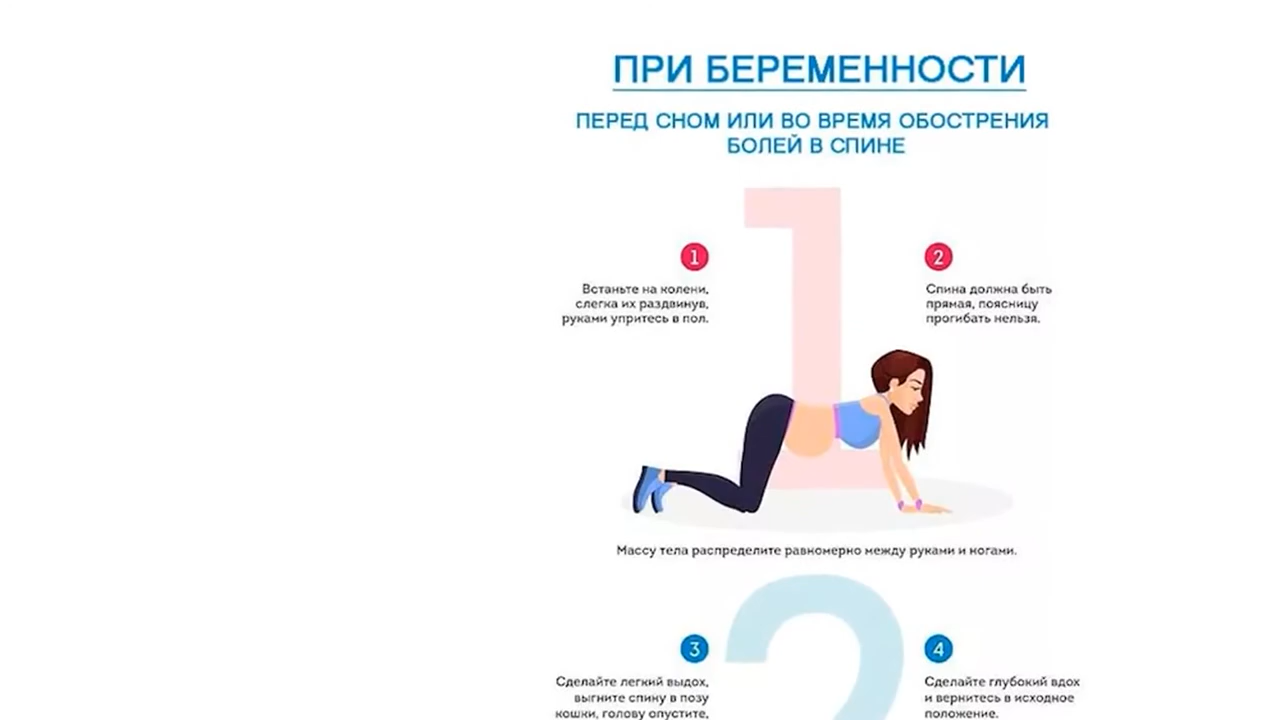 ПРИ БЕРЕМЕННОСТИ
ПЕРЕД СНОМ ИЛИ ВО ВРЕМЯ ОБОСТРЕНИЯ
БОЛЕЙ В СПИНЕ
1
1
Встаньте на колени,
слегка их раздвинув,
руками упритесь в пол.
2
Спина должна быть
прямая, поясницу
прогибать нельзя.
Массу тела распределите равномерно между руками и ногами.
2
3
Сделайте легкий выдох,
выгните спину в позу
кошки, голову опустите,
4
Сделайте глубокий вдох
и вернитесь в исходное
положение.